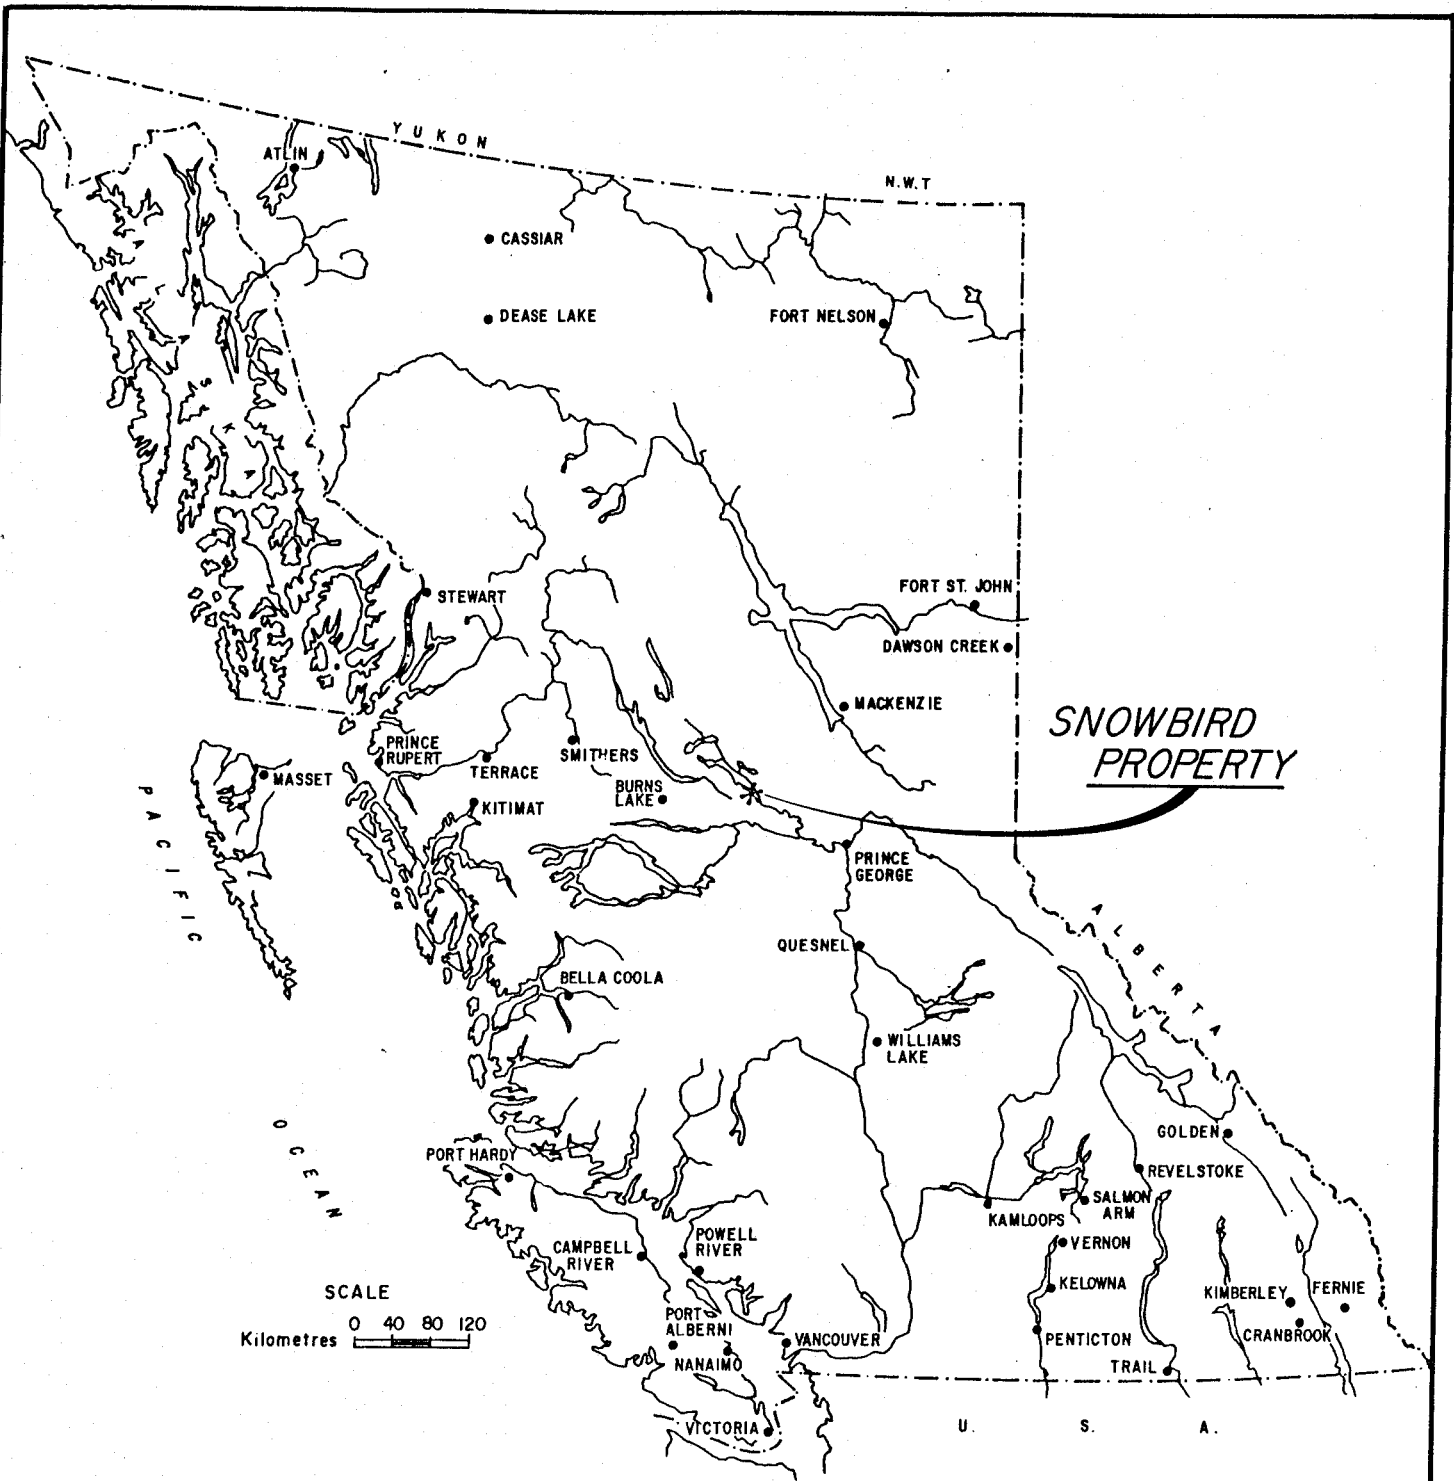 YUKON
ATLIN
N.W.T
CASSIAR
DEASE LAKE
FORT NELSON
ALASKA
STEWART
FORT ST. JOHN
DAWSON CREEK
MACKENZIE
SNOWBIRD
PROPERTY
PRINCE
RUPERT
SMITHERS
TERRACE
MASSET
BURNS
LAKE
KITIMAT
PACIFIC
PRINCE
GEORGE
ALBERTA
QUESNEL
BELLA COOLA
WILLIAMS
LAKE
OCEAN
GOLDEN
PORT HARDY
REVELSTOKE
SALMON
ARM
KAMLOOPS
POWELL
RIVER
CAMPBELL
RIVER
VERNON
KELOWNA
KIMBERLEY
FERNIE
SCALE
PORT
ALBERNI
0 40 80 120
Kilometres
CRANBROOK
VANCOUVER
PENTICTON
NANAIMO
TRAIL
VICTORIA
U. S. A.